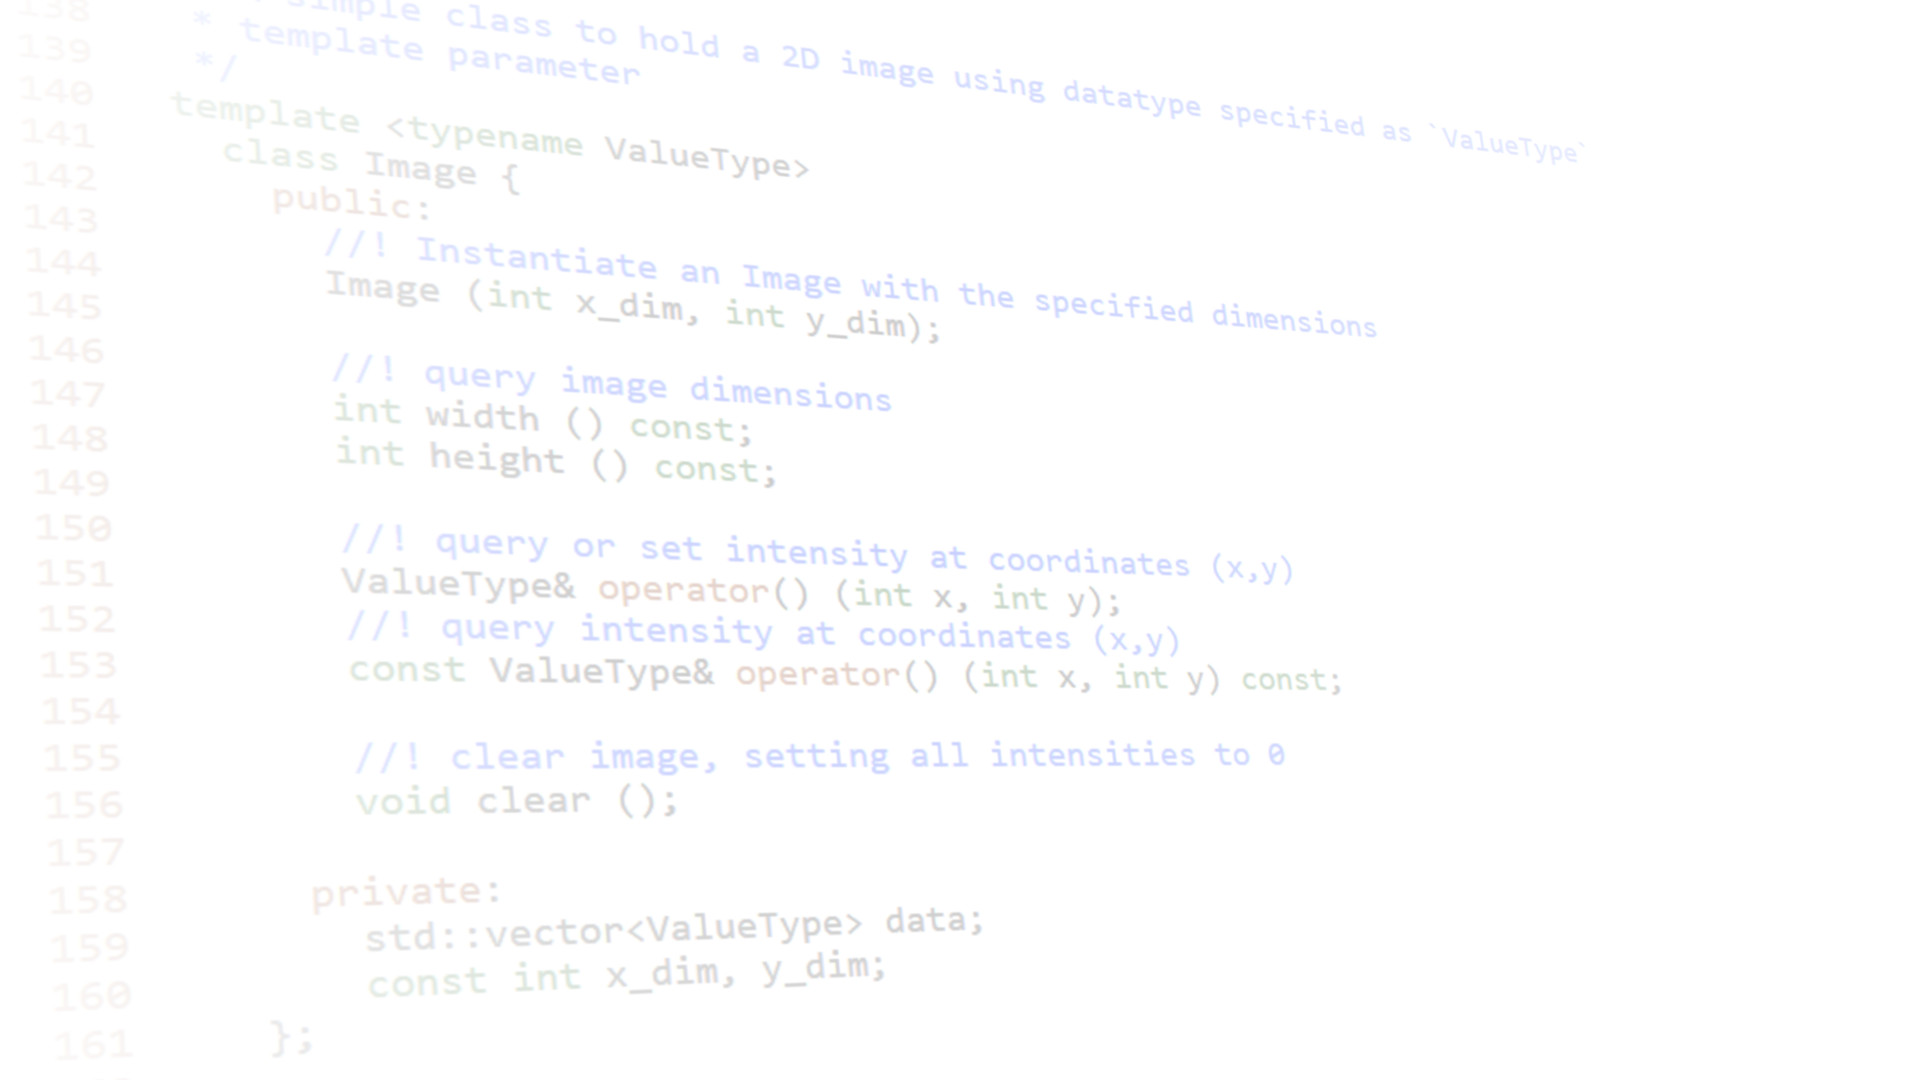 138 simple class to hold a 2D image using datatype specified as `ValueType`
139 * template parameter
140 */
141 template <typename ValueType>
142 class Image {
143 public:
144 //! Instantiate an Image with the specified dimensions
145 Image (int x_dim, int y_dim);
146
147 //! query image dimensions
148 int width () const;
149 int height () const;
150
151 //! query or set intensity at coordinates (x,y)
152 ValueType& operator() (int x, int y);
153 //! query intensity at coordinates (x,y)
154 const ValueType& operator() (int x, int y) const;
155
156 //! clear image, setting all intensities to 0
157 void clear ();
158
159 private:
160 std::vector<ValueType> data;
161 const int x_dim, y_dim;
};